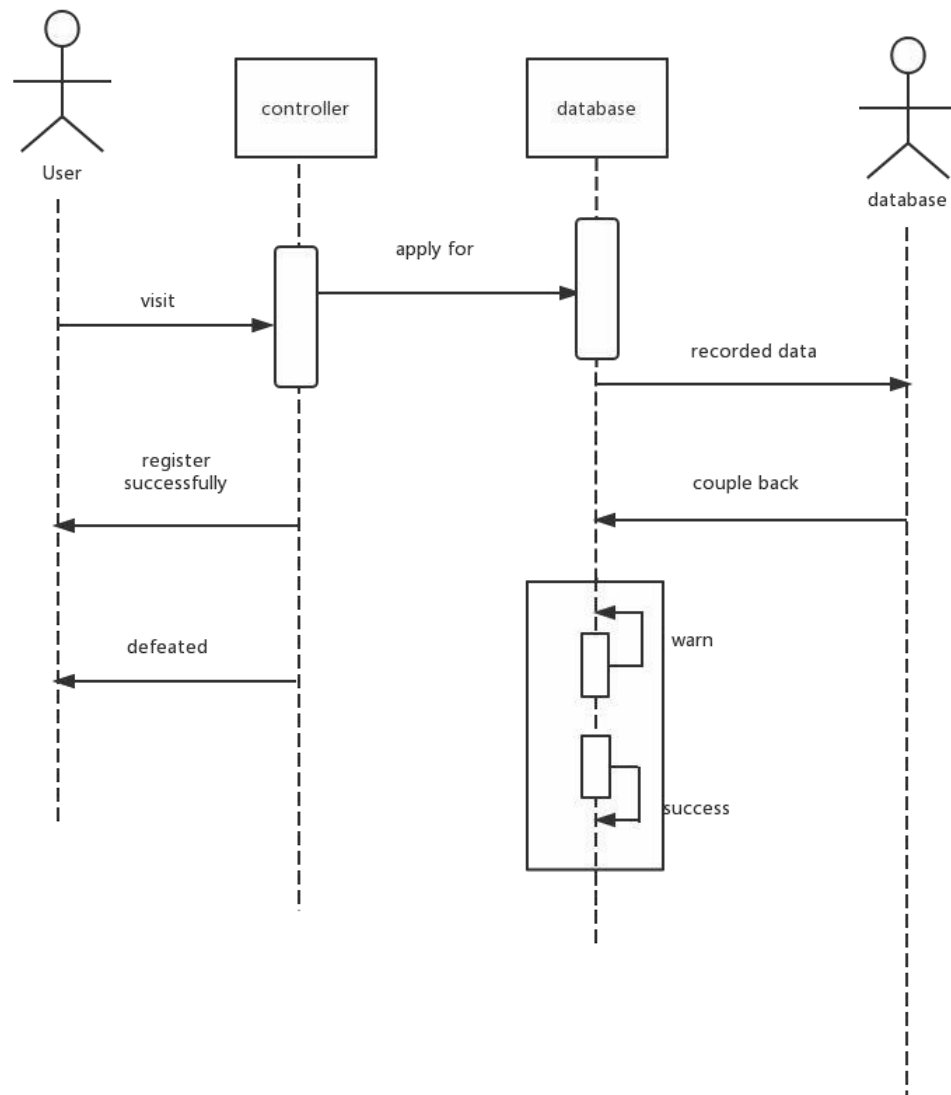 controller
database
User
database
apply for
visit
recorded data
register
successfully
couple back
warn
defeated
success